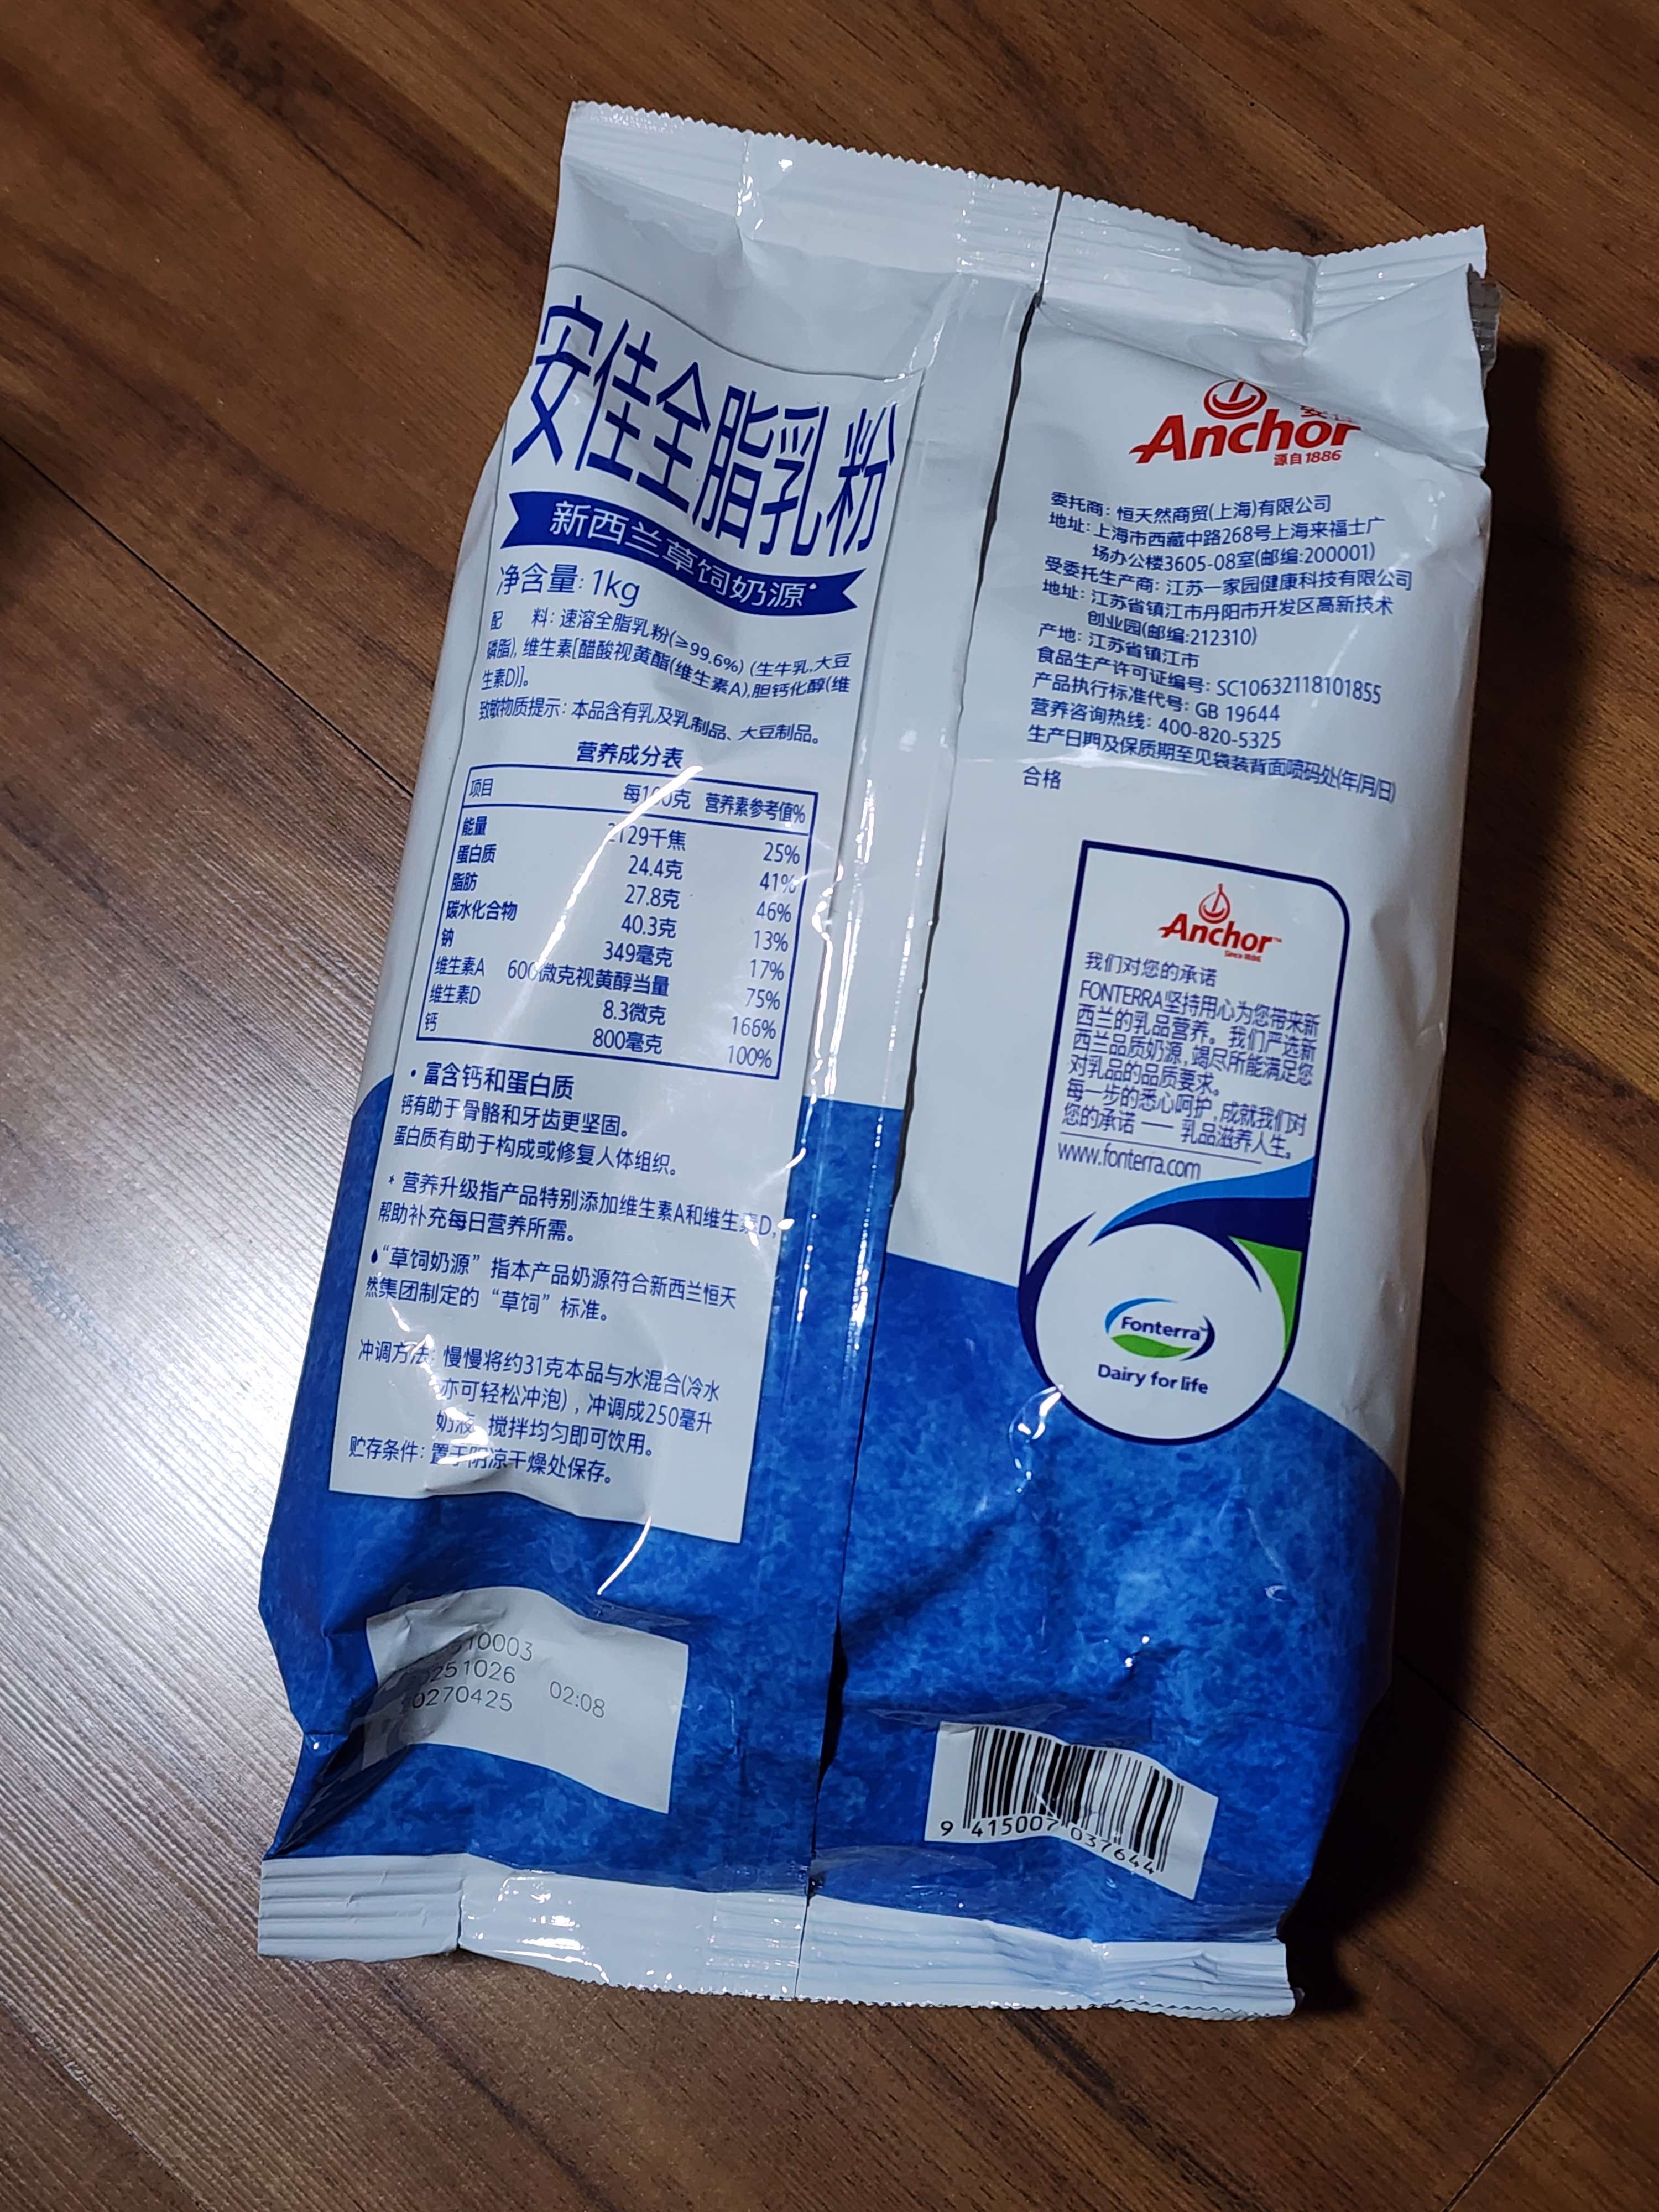 安佳全脂乳粉
新西兰草饲奶源
净含量: 1kg
配 料: 速溶全脂乳粉(≥99.6%) (生牛乳,大豆
磷脂), 维生素[醋酸视黄酯(维生素A),胆钙化醇(维
生素D)]。
致敏物质提示: 本品含有乳及乳制品、大豆制品。
营养成分表
项目 每100克 营养素参考值%
能量 2129千焦 25%
蛋白质 24.4克 41%
脂肪 27.8克 46%
碳水化合物 40.3克 13%
钠 349毫克 17%
维生素A 600微克视黄醇当量 75%
维生素D 8.3微克 166%
钙 800毫克 100%
• 富含钙和蛋白质
钙有助于骨骼和牙齿更坚固。
蛋白质有助于构成或修复人体组织。
* 营养升级指产品特别添加维生素A和维生素D,
帮助补充每日营养所需。
“草饲奶源” 指本产品奶源符合新西兰恒天
然集团制定的 “草饲” 标准。
冲调方法: 慢慢将约31克本品与水混合(冷水
亦可轻松冲泡) , 冲调成250毫升
奶液 搅拌均匀即可饮用。
贮存条件: 置于阴凉干燥处保存。
10003
251026 02:08
0270425
安佳
Anchor
源自1886
委托商: 恒天然商贸(上海)有限公司
地址: 上海市西藏中路268号上海来福士广
场办公楼3605-08室(邮编:200001)
受委托生产商: 江苏一家园健康科技有限公司
地址: 江苏省镇江市丹阳市开发区高新技术
创业园(邮编:212310)
产地: 江苏省镇江市
食品生产许可证编号: SC10632118101855
产品执行标准代号: GB 19644
营养咨询热线: 400-820-5325
生产日期及保质期至见袋装背面喷码处(年/月/日)
合格
Anchor™
Since 1886
我们对您的承诺
FONTERRA坚持用心为您带来新
西兰的乳品营养。我们严选新
西兰品质奶源, 竭尽所能满足您
对乳品的品质要求。
每一步的悉心呵护, 成就我们对
您的承诺 —— 乳品滋养人生。
www.fonterra.com
Fonterra™
Dairy for life
9 415007 037644